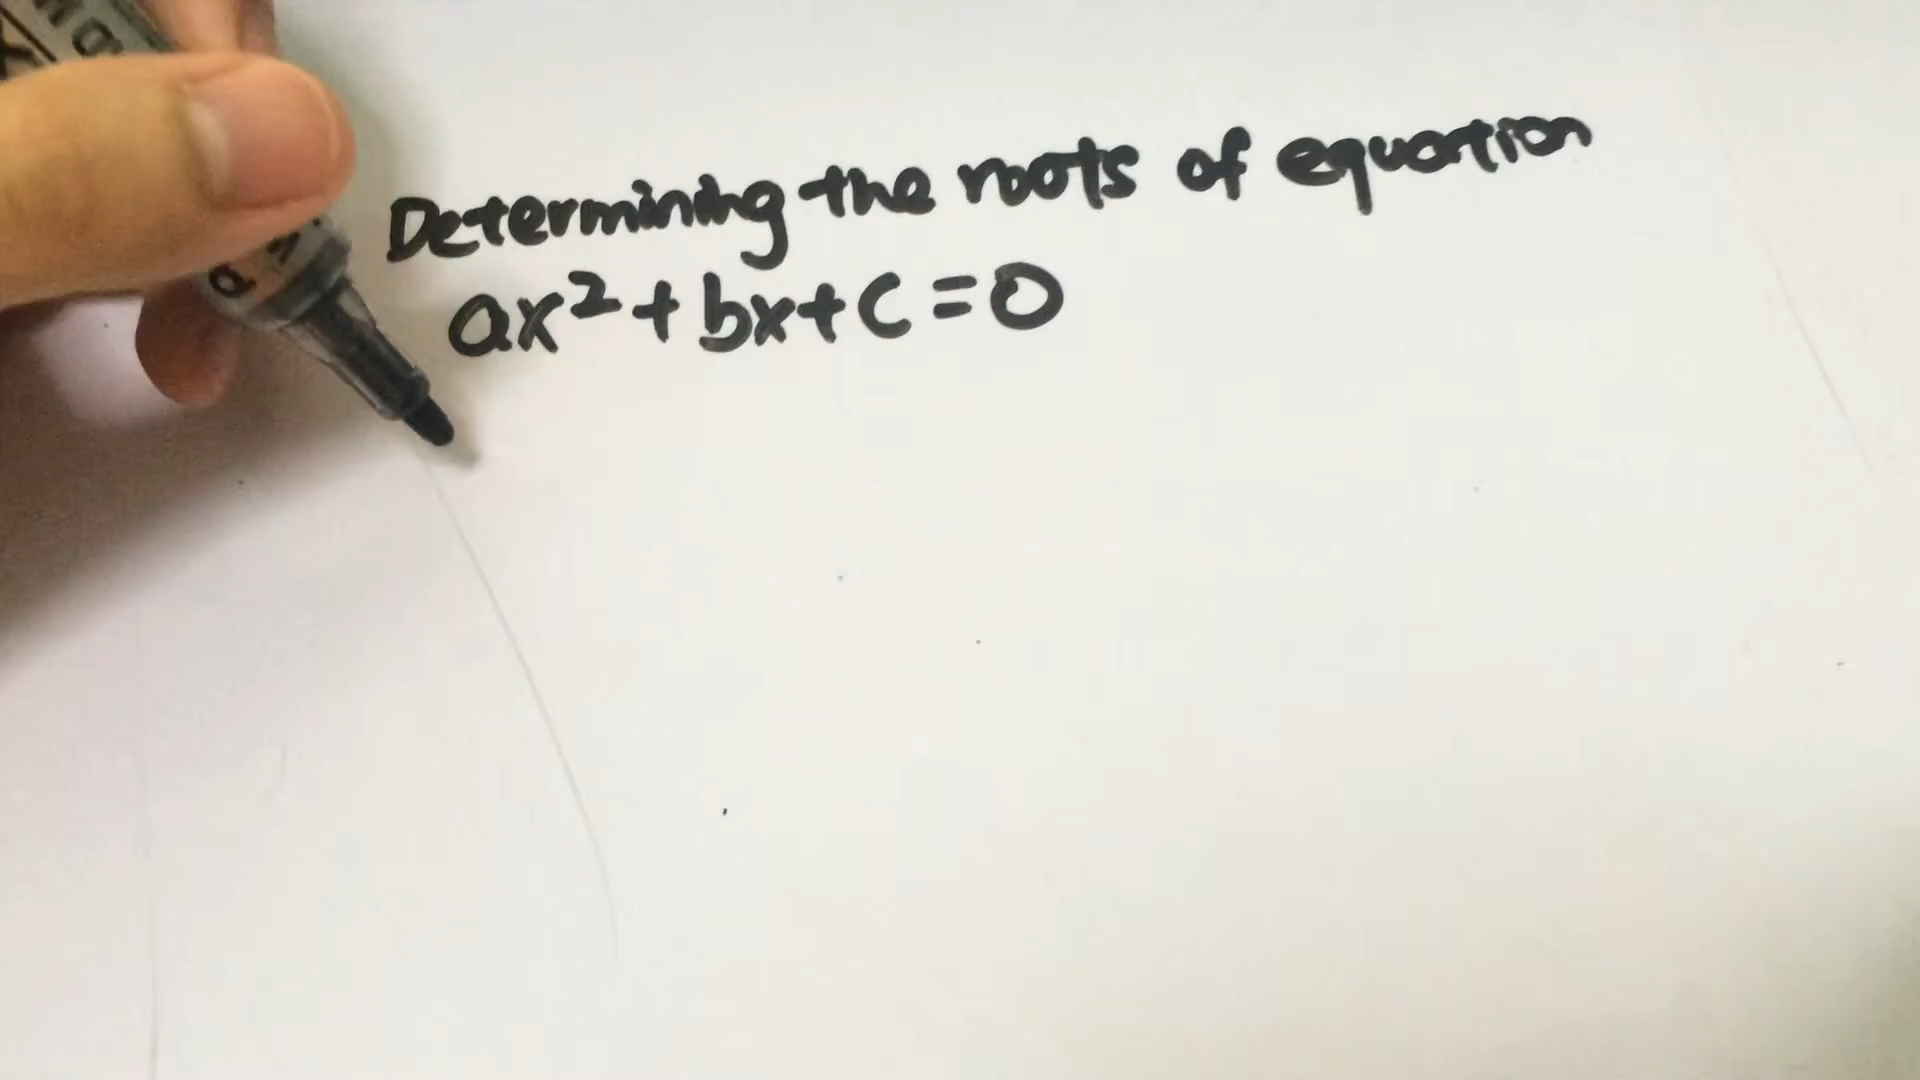 Determining the roots of equation
ax² + bx + c = 0